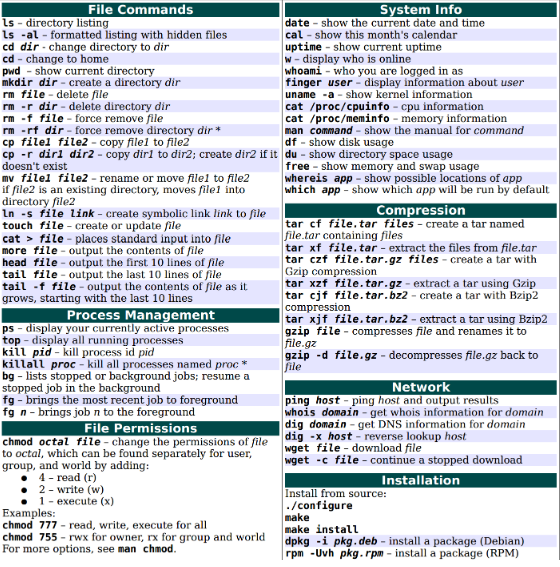 File Commands
ls – directory listing
ls -al – formatted listing with hidden files
cd dir - change directory to dir
cd – change to home
pwd – show current directory
mkdir dir – create a directory dir
rm file – delete file
rm -r dir – delete directory dir
rm -f file – force remove file
rm -rf dir – force remove directory dir *
cp file1 file2 – copy file1 to file2
cp -r dir1 dir2 – copy dir1 to dir2; create dir2 if it
doesn't exist
mv file1 file2 – rename or move file1 to file2
if file2 is an existing directory, moves file1 into
directory file2
ln -s file link – create symbolic link link to file
touch file – create or update file
cat > file – places standard input into file
more file – output the contents of file
head file – output the first 10 lines of file
tail file – output the last 10 lines of file
tail -f file – output the contents of file as it
grows, starting with the last 10 lines
Process Management
ps – display your currently active processes
top – display all running processes
kill pid – kill process id pid
killall proc – kill all processes named proc *
bg – lists stopped or background jobs; resume a
stopped job in the background
fg – brings the most recent job to foreground
fg n – brings job n to the foreground
File Permissions
chmod octal file – change the permissions of file
to octal, which can be found separately for user,
group, and world by adding:
● 4 – read (r)
● 2 – write (w)
● 1 – execute (x)
Examples:
chmod 777 – read, write, execute for all
chmod 755 – rwx for owner, rx for group and world
For more options, see man chmod.
System Info
date – show the current date and time
cal – show this month's calendar
uptime – show current uptime
w – display who is online
whoami – who you are logged in as
finger user – display information about user
uname -a – show kernel information
cat /proc/cpuinfo – cpu information
cat /proc/meminfo – memory information
man command – show the manual for command
df – show disk usage
du – show directory space usage
free – show memory and swap usage
whereis app – show possible locations of app
which app – show which app will be run by default
Compression
tar cf file.tar files – create a tar named
file.tar containing files
tar xf file.tar – extract the files from file.tar
tar czf file.tar.gz files – create a tar with
Gzip compression
tar xzf file.tar.gz – extract a tar using Gzip
tar cjf file.tar.bz2 – create a tar with Bzip2
compression
tar xjf file.tar.bz2 – extract a tar using Bzip2
gzip file – compresses file and renames it to
file.gz
gzip -d file.gz – decompresses file.gz back to
file
Network
ping host – ping host and output results
whois domain – get whois information for domain
dig domain – get DNS information for domain
dig -x host – reverse lookup host
wget file – download file
wget -c file – continue a stopped download
Installation
Install from source:
./configure
make
make install
dpkg -i pkg.deb – install a package (Debian)
rpm -Uvh pkg.rpm – install a package (RPM)